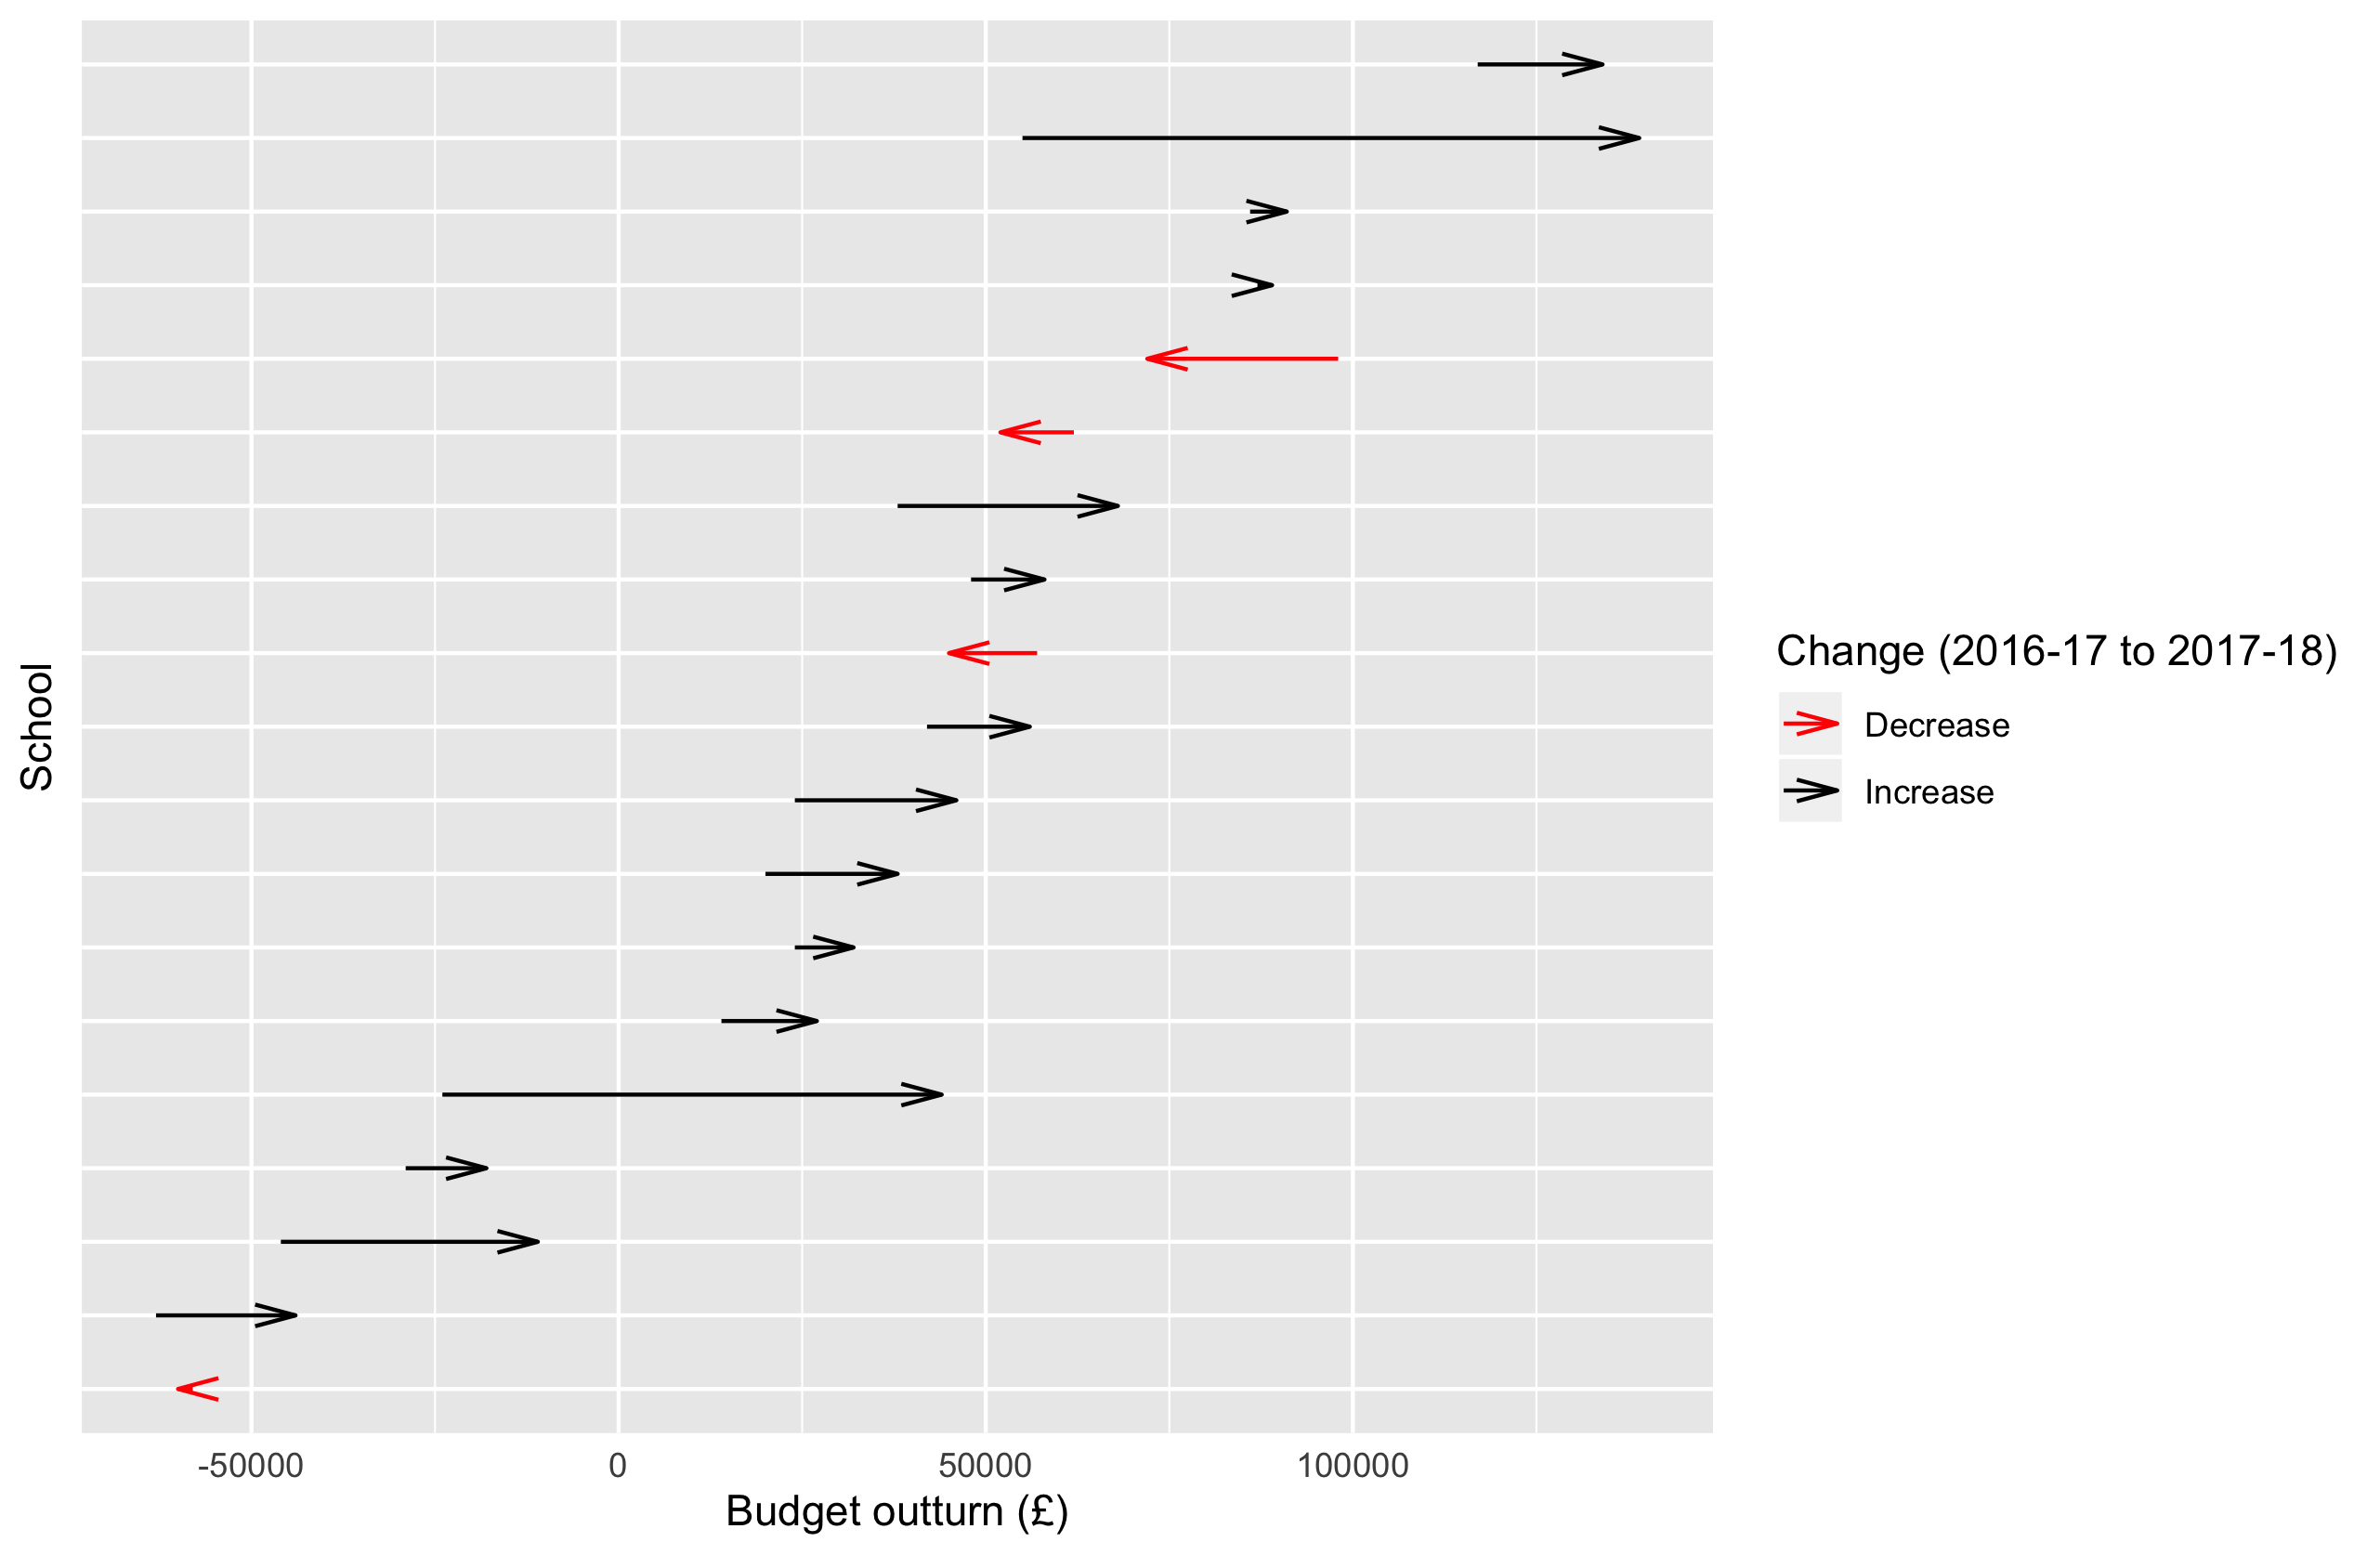 School
-50000
0
50000
100000
Budget outturn (£)
Change (2016-17 to 2017-18)
Decrease
Increase